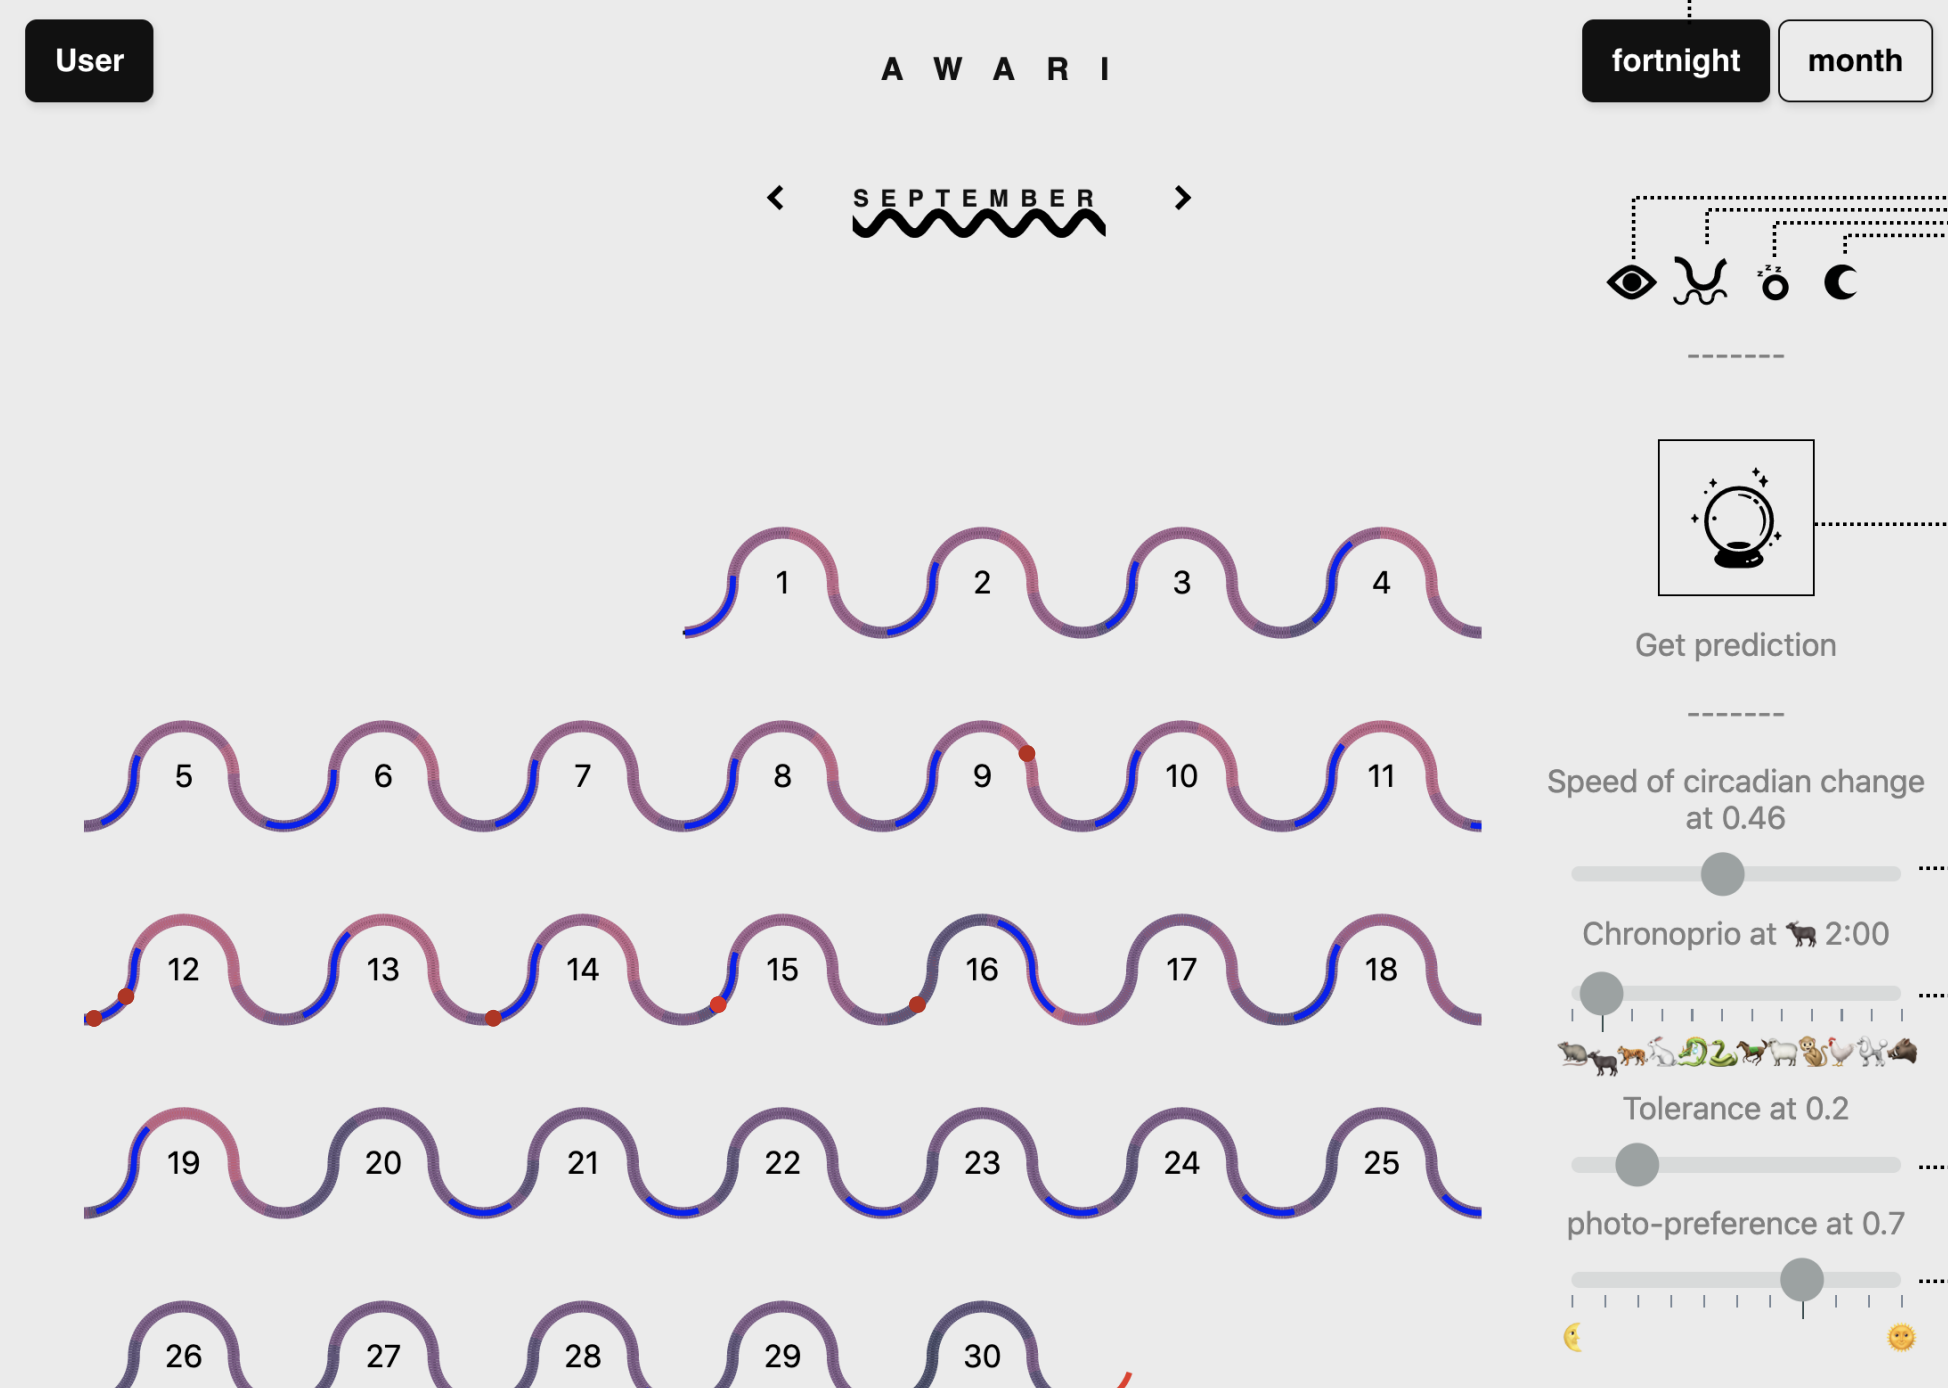 User
A W A R I
fortnight
month
SEPTEMBER
z z z
1 2 3 4
Get prediction
5 6 7 8 9 10 11
Speed of circadian change
at 0.46
12 13 14 15 16 17 18
Chronoprio at 🐃 2:00
19 20 21 22 23 24 25
Tolerance at 0.2
photo-preference at 0.7
26 27 28 29 30